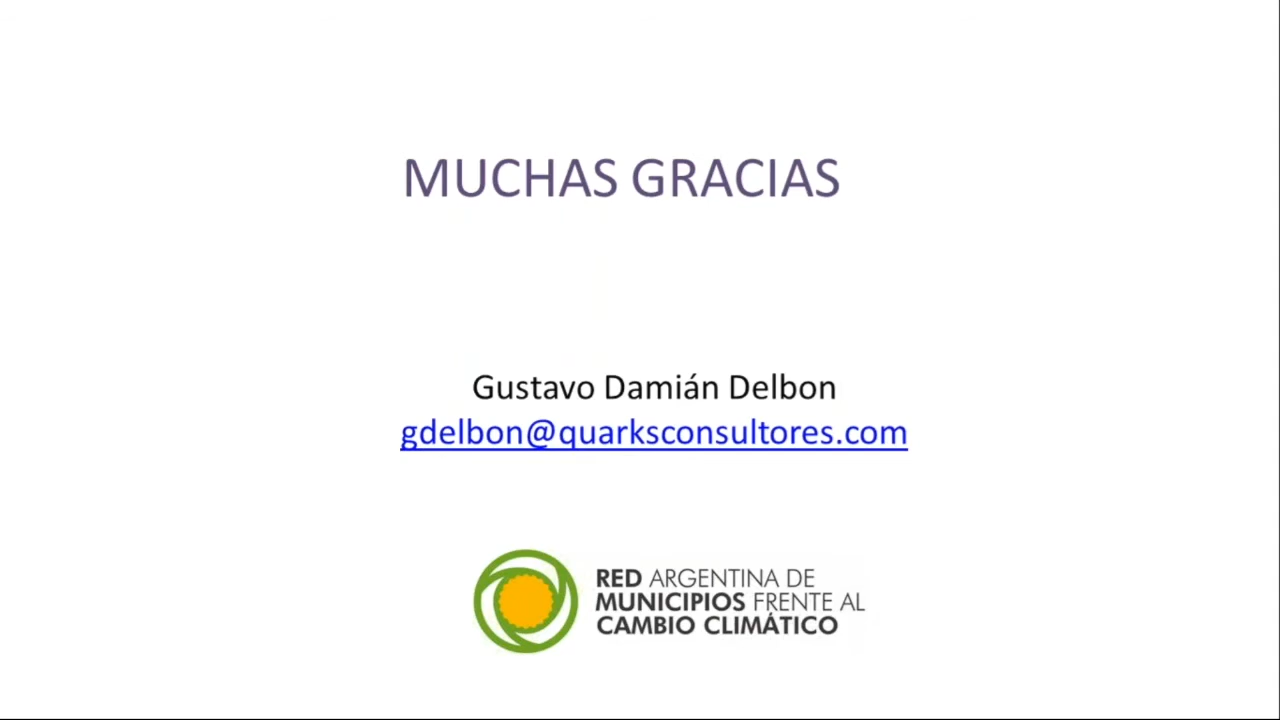 MUCHAS GRACIAS
Gustavo Damián Delbon
gdelbon@quarksconsultores.com
RED ARGENTINA DE
MUNICIPIOS FRENTE AL
CAMBIO CLIMÁTICO